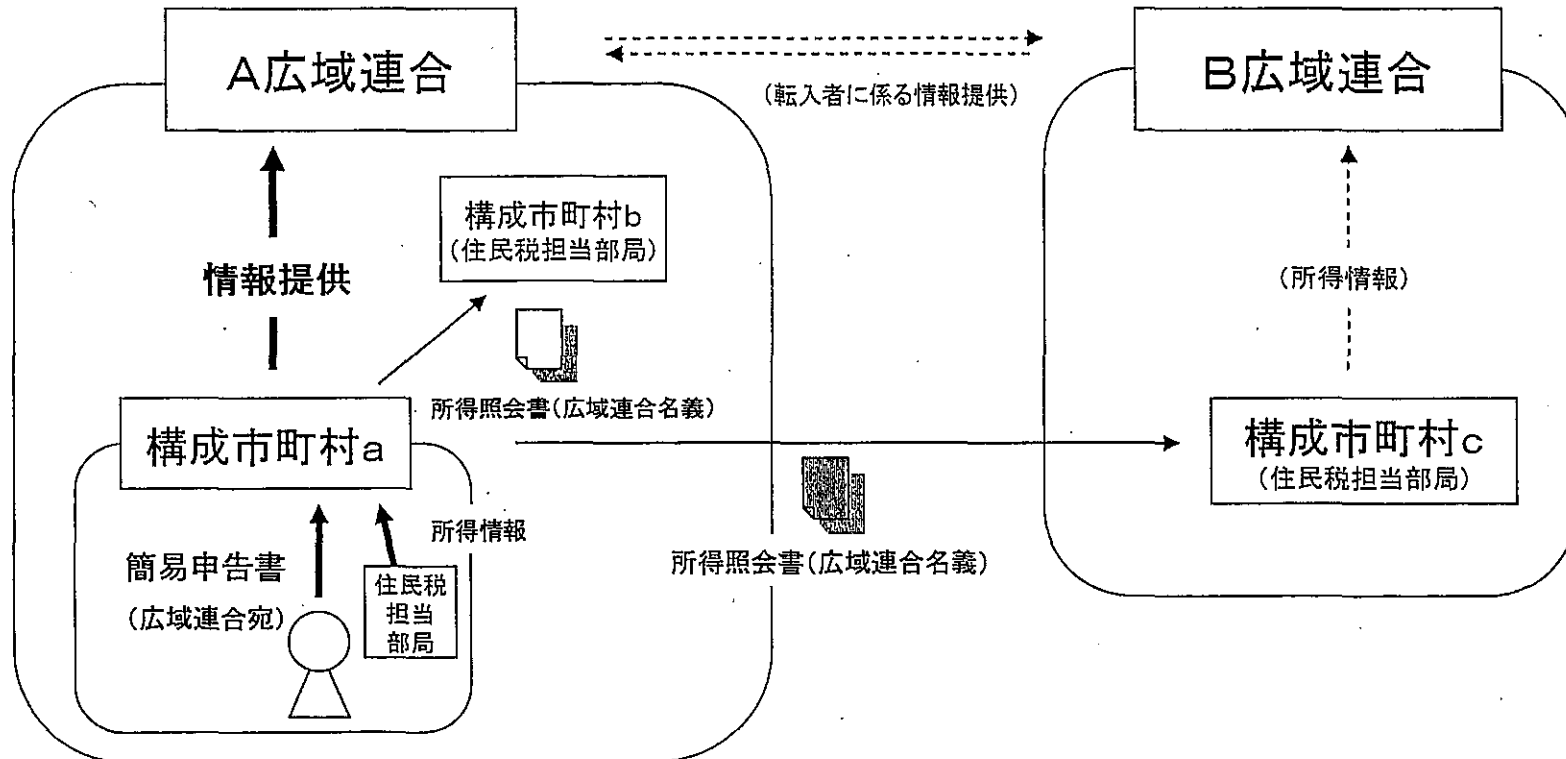 A広域連合
(転入者に係る情報提供)
B広域連合
構成市町村b
(住民税担当部局)
情報提供
(所得情報)
所得照会書(広域連合名義)
構成市町村a
構成市町村c
(住民税担当部局)
所得情報
簡易申告書
(広域連合宛)
住民税
担当
部局
所得照会書(広域連合名義)